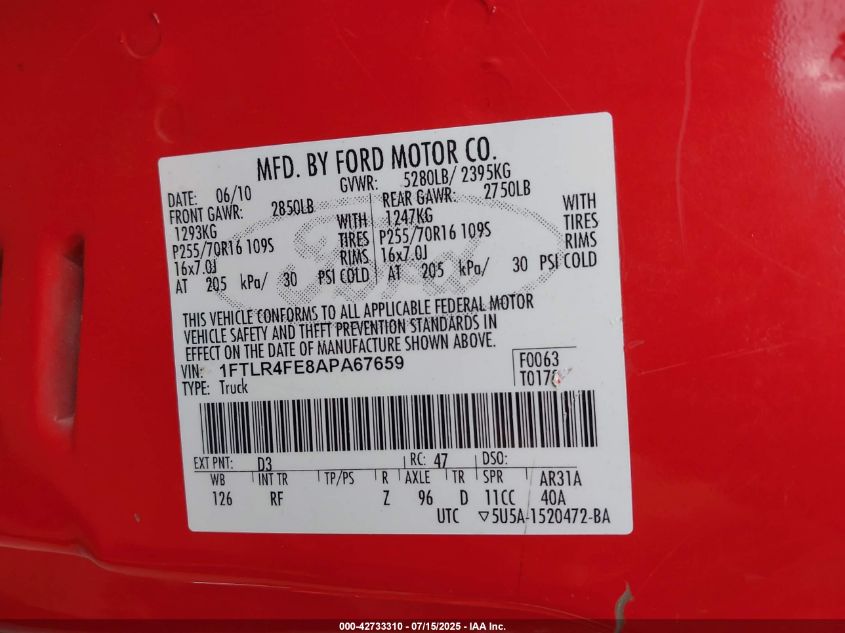 MFD. BY FORD MOTOR CO.
DATE: 06/10 GVWR: 5280LB/ 2395KG
FRONT GAWR: 2850LB REAR GAWR: 2750LB
1293KG WITH 1247KG WITH
P255/70R16 109S TIRES P255/70R16 109S TIRES
16x7.0J RIMS 16x7.0J RIMS
AT 205 kPa/ 30 PSI COLD AT 205 kPa/ 30 PSI COLD
Ford
THIS VEHICLE CONFORMS TO ALL APPLICABLE FEDERAL MOTOR
VEHICLE SAFETY AND THEFT PREVENTION STANDARDS IN
EFFECT ON THE DATE OF MANUFACTURE SHOWN ABOVE.
VIN: 1FTLR4FE8APA67659 F0063
TYPE: Truck
EXT PNT: D3 RC: 47 DSO:
WB INT TR TP/PS R AXLE TR SPR AR31A
126 RF Z 96 D 11CC 40A
UTC ▽5U5A-1520472-BA
000-42733310 - 07/15/2025 - IAA Inc.